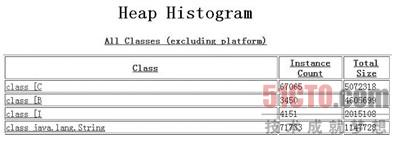 Heap Histogram
All Classes (excluding platform)
Class Instance Count Total Size
class [C 67065 5072318
class [B 3450 4605699
class [I 4151 2015108
class java.lang.String 71753 1147728
51CTO.com
技术成就梦想